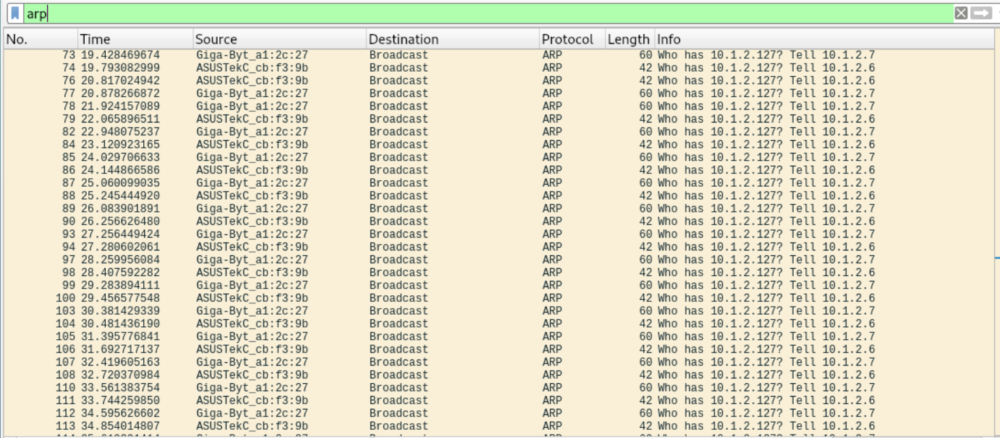 arp
No. Time Source Destination Protocol Length Info
73 19.428469674 Giga-Byt_a1:2c:27 Broadcast ARP 60 Who has 10.1.2.127? Tell 10.1.2.7
74 19.793082999 ASUSTekC_cb:f3:9b Broadcast ARP 42 Who has 10.1.2.127? Tell 10.1.2.6
76 20.817024942 ASUSTekC_cb:f3:9b Broadcast ARP 42 Who has 10.1.2.127? Tell 10.1.2.6
77 20.878266872 Giga-Byt_a1:2c:27 Broadcast ARP 60 Who has 10.1.2.127? Tell 10.1.2.7
78 21.924157089 Giga-Byt_a1:2c:27 Broadcast ARP 60 Who has 10.1.2.127? Tell 10.1.2.7
79 22.065896511 ASUSTekC_cb:f3:9b Broadcast ARP 42 Who has 10.1.2.127? Tell 10.1.2.6
82 22.948075237 Giga-Byt_a1:2c:27 Broadcast ARP 60 Who has 10.1.2.127? Tell 10.1.2.7
84 23.120923165 ASUSTekC_cb:f3:9b Broadcast ARP 42 Who has 10.1.2.127? Tell 10.1.2.6
85 24.029706633 Giga-Byt_a1:2c:27 Broadcast ARP 60 Who has 10.1.2.127? Tell 10.1.2.7
86 24.144866586 ASUSTekC_cb:f3:9b Broadcast ARP 42 Who has 10.1.2.127? Tell 10.1.2.6
87 25.060099035 Giga-Byt_a1:2c:27 Broadcast ARP 60 Who has 10.1.2.127? Tell 10.1.2.7
88 25.245444920 ASUSTekC_cb:f3:9b Broadcast ARP 42 Who has 10.1.2.127? Tell 10.1.2.6
89 26.083901891 Giga-Byt_a1:2c:27 Broadcast ARP 60 Who has 10.1.2.127? Tell 10.1.2.7
90 26.256626480 ASUSTekC_cb:f3:9b Broadcast ARP 42 Who has 10.1.2.127? Tell 10.1.2.6
93 27.256449424 Giga-Byt_a1:2c:27 Broadcast ARP 60 Who has 10.1.2.127? Tell 10.1.2.7
94 27.280602061 ASUSTekC_cb:f3:9b Broadcast ARP 42 Who has 10.1.2.127? Tell 10.1.2.6
97 28.259956084 Giga-Byt_a1:2c:27 Broadcast ARP 60 Who has 10.1.2.127? Tell 10.1.2.7
98 28.407592282 ASUSTekC_cb:f3:9b Broadcast ARP 42 Who has 10.1.2.127? Tell 10.1.2.6
99 29.283894111 Giga-Byt_a1:2c:27 Broadcast ARP 60 Who has 10.1.2.127? Tell 10.1.2.7
100 29.456577548 ASUSTekC_cb:f3:9b Broadcast ARP 42 Who has 10.1.2.127? Tell 10.1.2.6
103 30.381429339 Giga-Byt_a1:2c:27 Broadcast ARP 60 Who has 10.1.2.127? Tell 10.1.2.7
104 30.481436190 ASUSTekC_cb:f3:9b Broadcast ARP 42 Who has 10.1.2.127? Tell 10.1.2.6
105 31.395776841 Giga-Byt_a1:2c:27 Broadcast ARP 60 Who has 10.1.2.127? Tell 10.1.2.7
106 31.692717137 ASUSTekC_cb:f3:9b Broadcast ARP 42 Who has 10.1.2.127? Tell 10.1.2.6
107 32.419605163 Giga-Byt_a1:2c:27 Broadcast ARP 60 Who has 10.1.2.127? Tell 10.1.2.7
108 32.720370984 ASUSTekC_cb:f3:9b Broadcast ARP 42 Who has 10.1.2.127? Tell 10.1.2.6
110 33.561383754 Giga-Byt_a1:2c:27 Broadcast ARP 60 Who has 10.1.2.127? Tell 10.1.2.7
111 33.744259850 ASUSTekC_cb:f3:9b Broadcast ARP 42 Who has 10.1.2.127? Tell 10.1.2.6
112 34.595626602 Giga-Byt_a1:2c:27 Broadcast ARP 60 Who has 10.1.2.127? Tell 10.1.2.7
113 34.854014807 ASUSTekC_cb:f3:9b Broadcast ARP 42 Who has 10.1.2.127? Tell 10.1.2.6